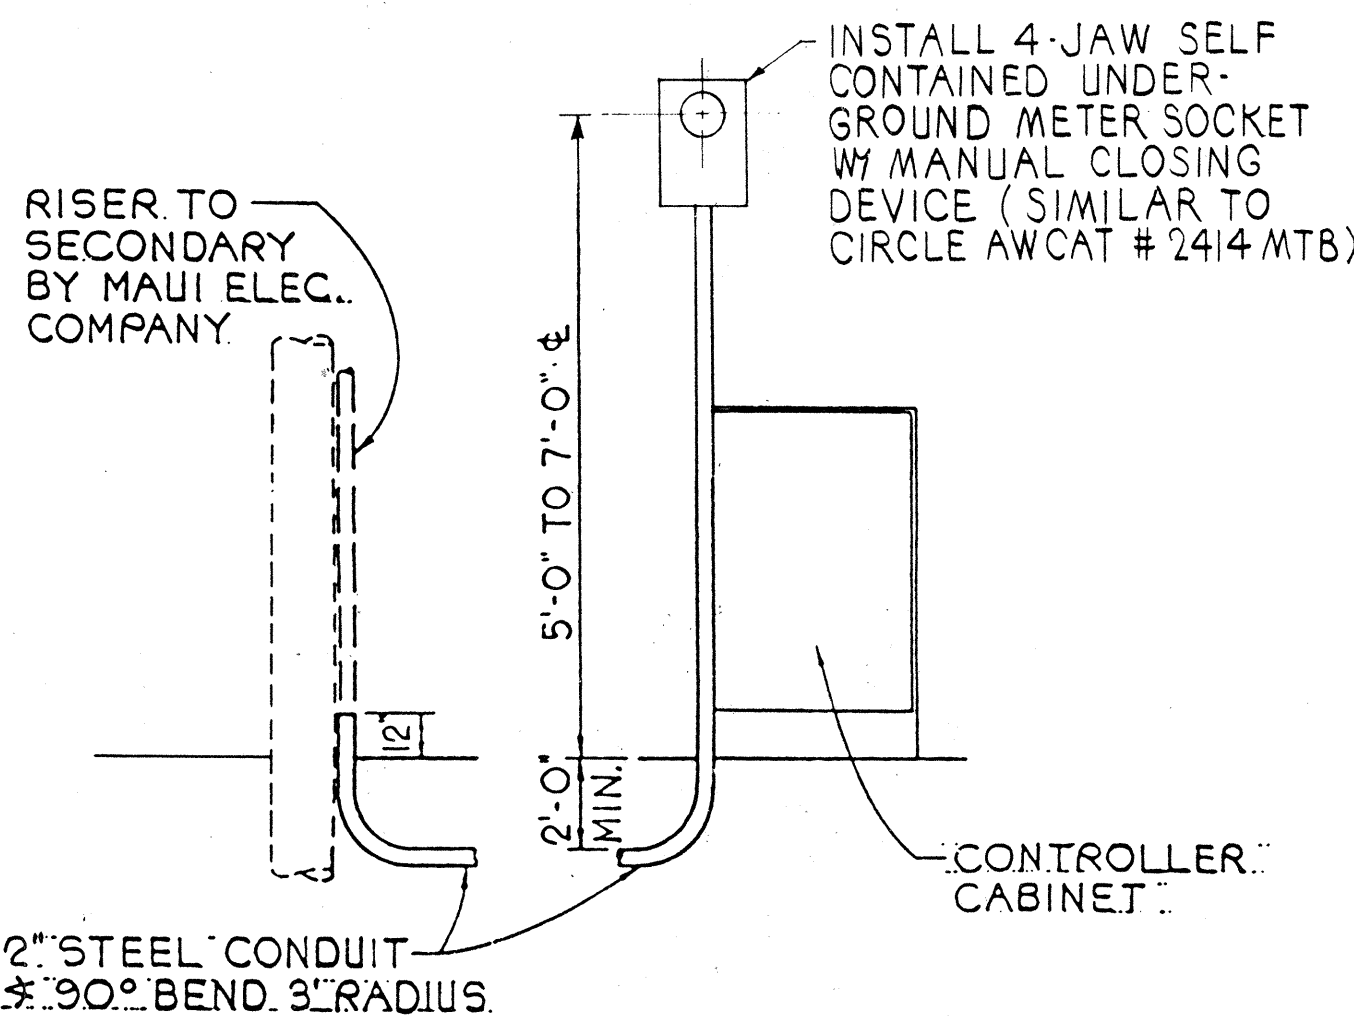 INSTALL 4-JAW SELF
CONTAINED UNDER-
GROUND METER SOCKET
W/ MANUAL CLOSING
DEVICE (SIMILAR TO
CIRCLE AW CAT # 2414 MTB)
RISER TO
SECONDARY
BY MAUI ELEC.
COMPANY
5'-0" TO 7'-0" ℄
12"
2'-0"
MIN.
CONTROLLER
CABINET
2" STEEL CONDUIT
& 90° BEND 3' RADIUS